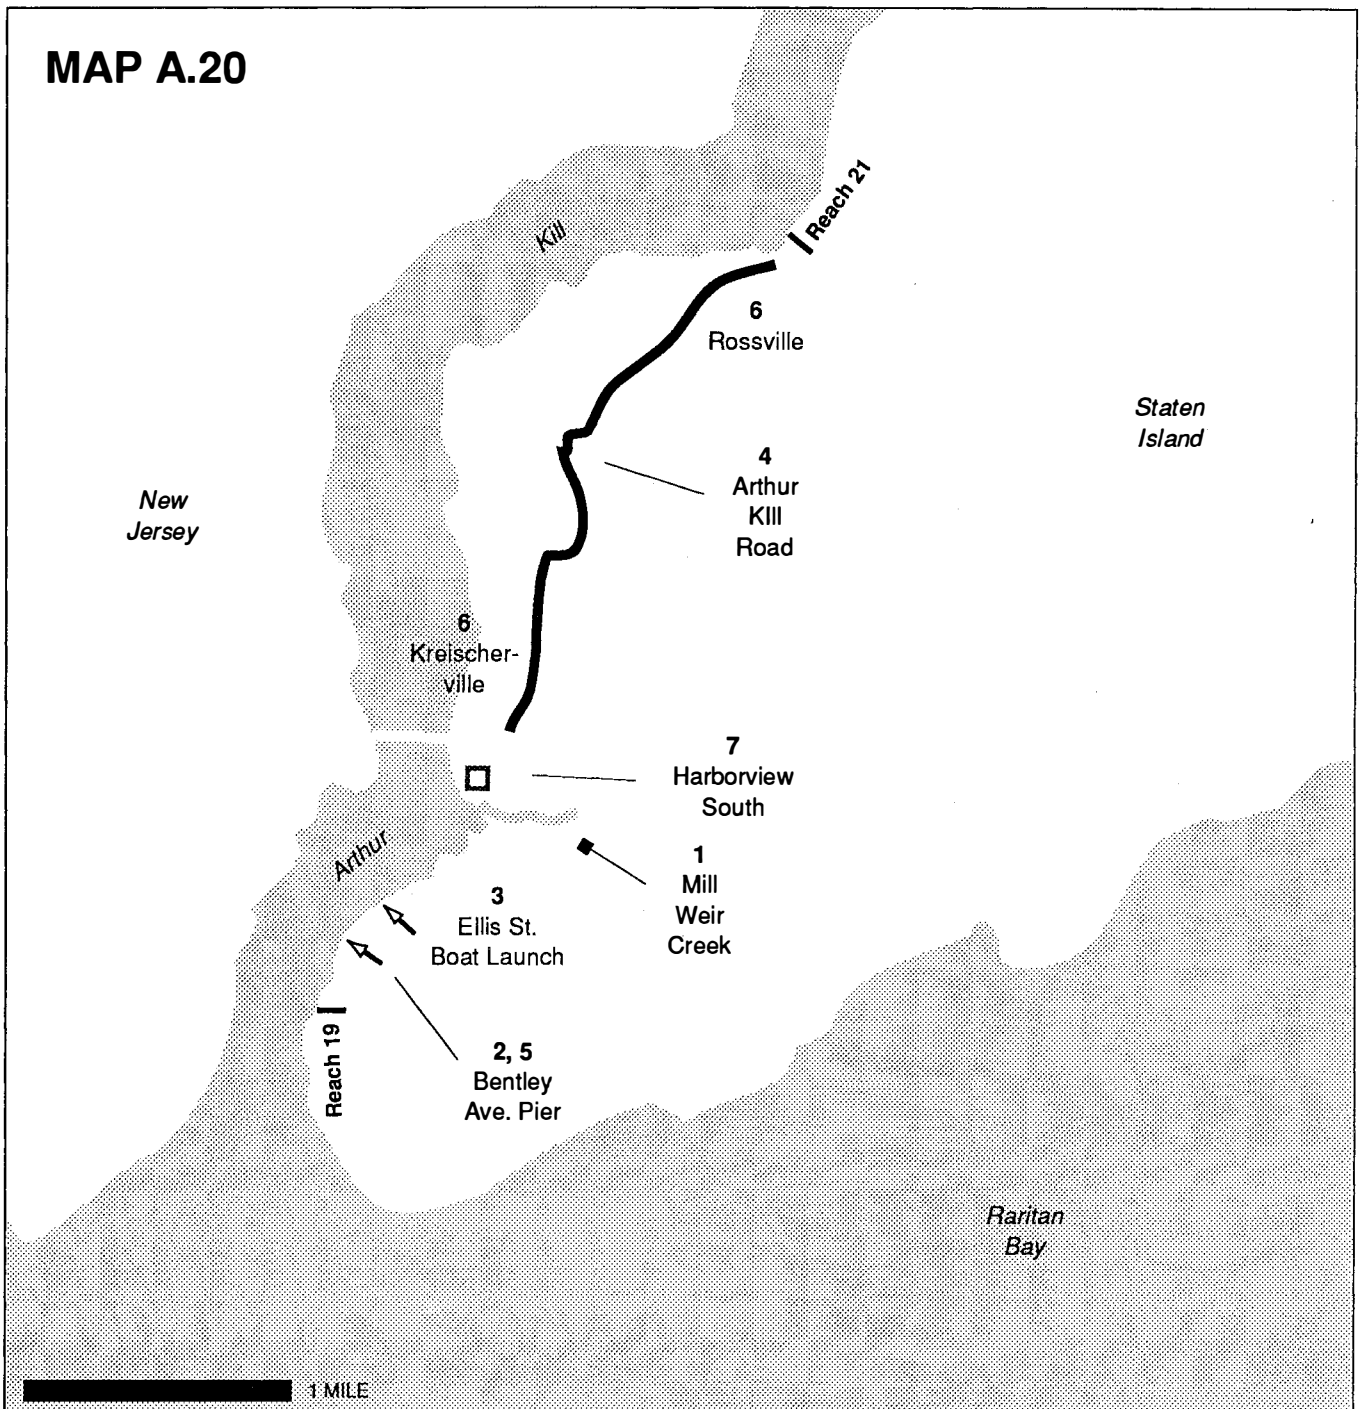 MAP A.20
Reach 21
Kill
6
Rossville
Staten
Island
4
Arthur
KIll
Road
New
Jersey
6
Kreischer-
ville
7
Harborview
South
Arthur
1
Mill
Weir
Creek
3
Ellis St.
Boat Launch
Reach 19
2, 5
Bentley
Ave. Pier
Raritan
Bay
1 MILE